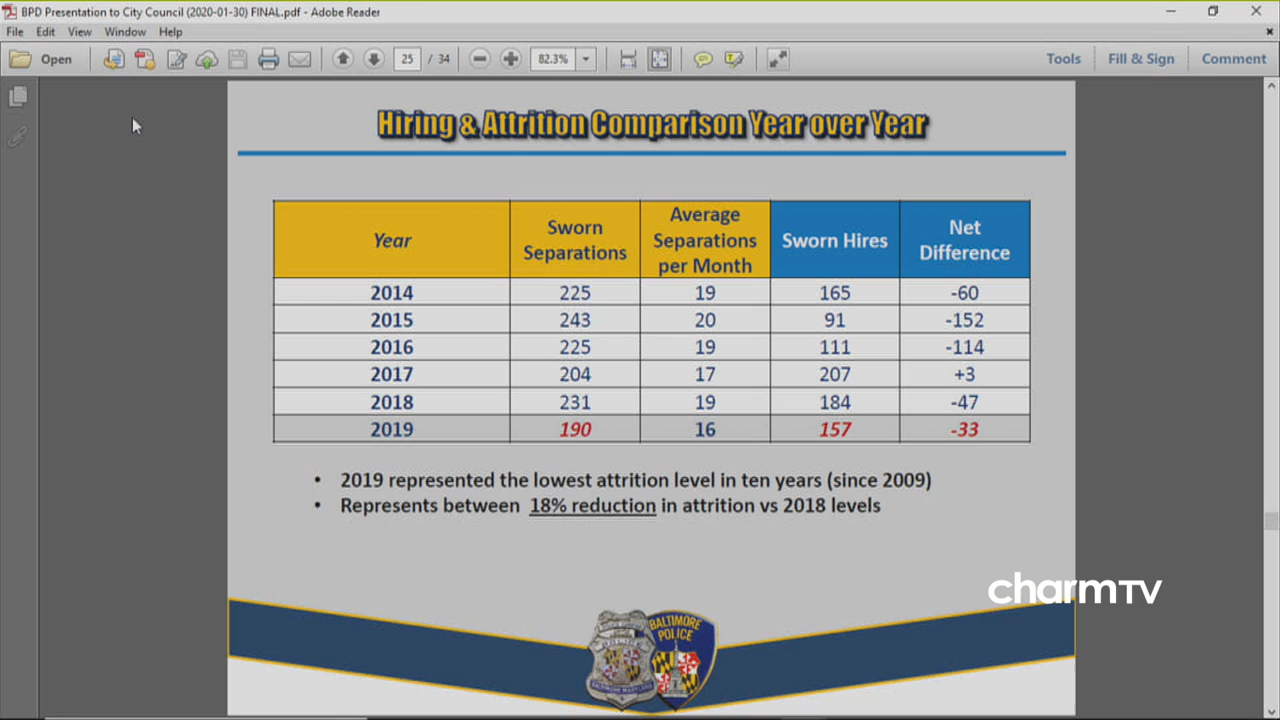 BPD Presentation to City Council (2020-01-30) FINAL.pdf - Adobe Reader
File Edit View Window Help
Open 25 / 34 82.3% Tools Fill & Sign Comment
Hiring & Attrition Comparison Year over Year
Year Sworn Separations Average Separations per Month Sworn Hires Net Difference
2014 225 19 165 -60
2015 243 20 91 -152
2016 225 19 111 -114
2017 204 17 207 +3
2018 231 19 184 -47
2019 190 16 157 -33
• 2019 represented the lowest attrition level in ten years (since 2009)
• Represents between 18% reduction in attrition vs 2018 levels
charmTV
BALTIMORE
POLICE